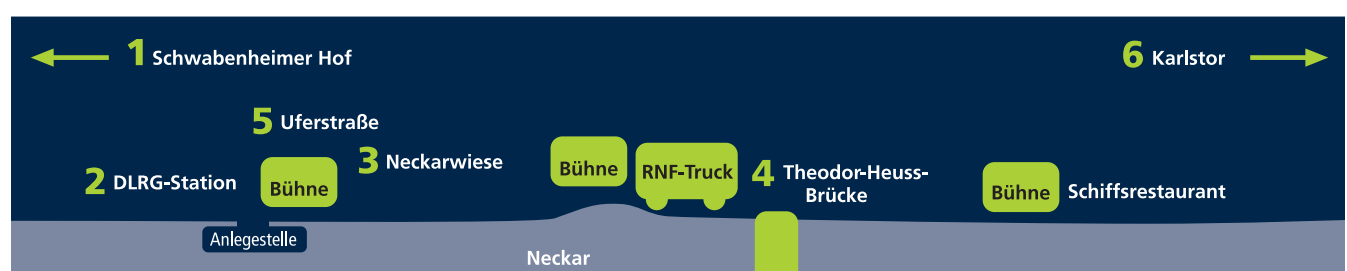 1 Schwabenheimer Hof
6 Karlstor
5 Uferstraße
2 DLRG-Station
Bühne
3 Neckarwiese
Bühne
RNF-Truck
4 Theodor-Heuss-
Brücke
Bühne
Schiffsrestaurant
Anlegestelle
Neckar